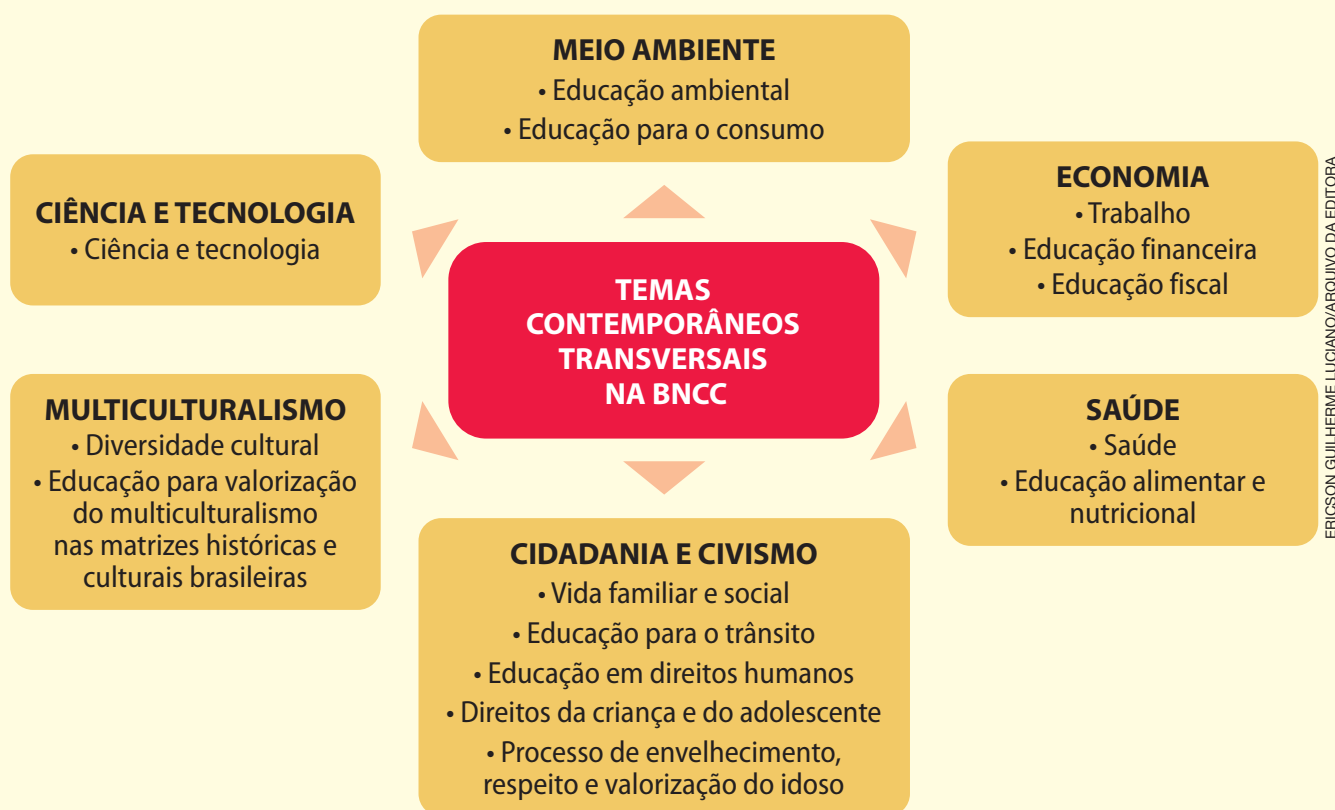 MEIO AMBIENTE
• Educação ambiental
• Educação para o consumo
CIÊNCIA E TECNOLOGIA
• Ciência e tecnologia
ECONOMIA
• Trabalho
• Educação financeira
• Educação fiscal
TEMAS
CONTEMPORÂNEOS
TRANSVERSAIS
NA BNCC
MULTICULTURALISMO
• Diversidade cultural
• Educação para valorização
do multiculturalismo
nas matrizes históricas e
culturais brasileiras
SAÚDE
• Saúde
• Educação alimentar e
nutricional
CIDADANIA E CIVISMO
• Vida familiar e social
• Educação para o trânsito
• Educação em direitos humanos
• Direitos da criança e do adolescente
• Processo de envelhecimento,
respeito e valorização do idoso
ERICSON GUILHERME LUCIANO/ARQUIVO DA EDITORA